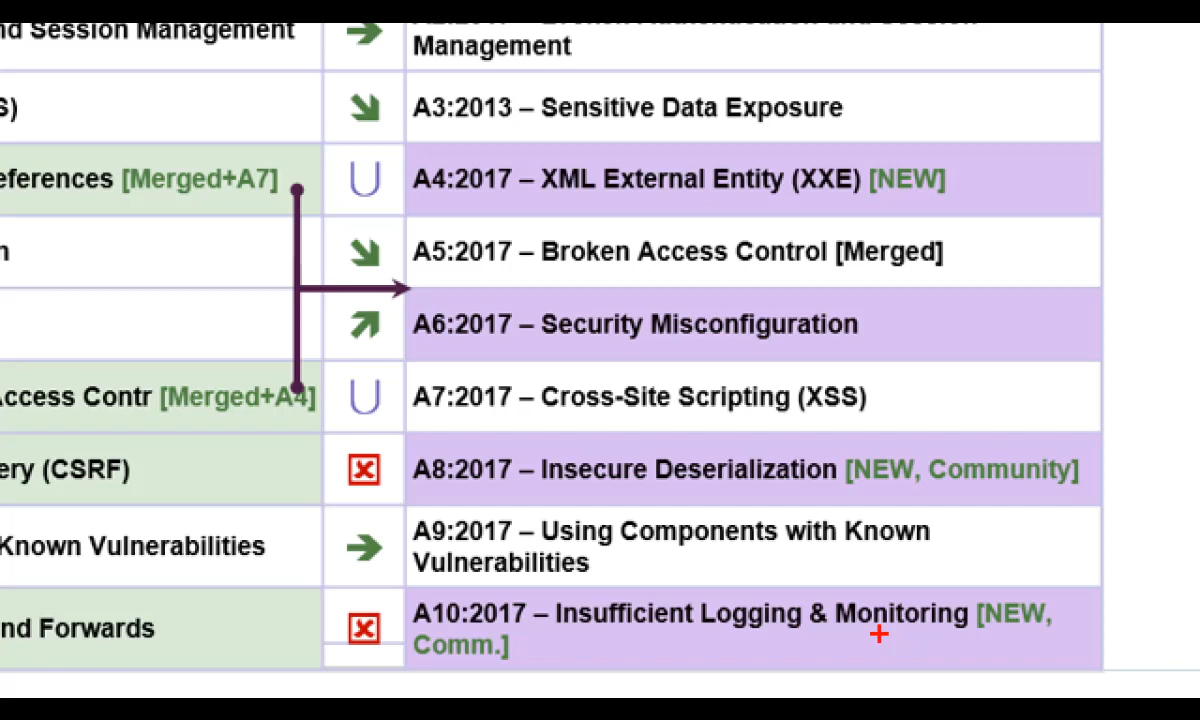 nd Session Management
Management
S)
A3:2013 – Sensitive Data Exposure
eferences [Merged+A7]
A4:2017 – XML External Entity (XXE) [NEW]
n
A5:2017 – Broken Access Control [Merged]
A6:2017 – Security Misconfiguration
Access Contr [Merged+A4]
A7:2017 – Cross-Site Scripting (XSS)
ery (CSRF)
A8:2017 – Insecure Deserialization [NEW, Community]
Known Vulnerabilities
A9:2017 – Using Components with Known
Vulnerabilities
nd Forwards
A10:2017 – Insufficient Logging & Monitoring [NEW,
Comm.]